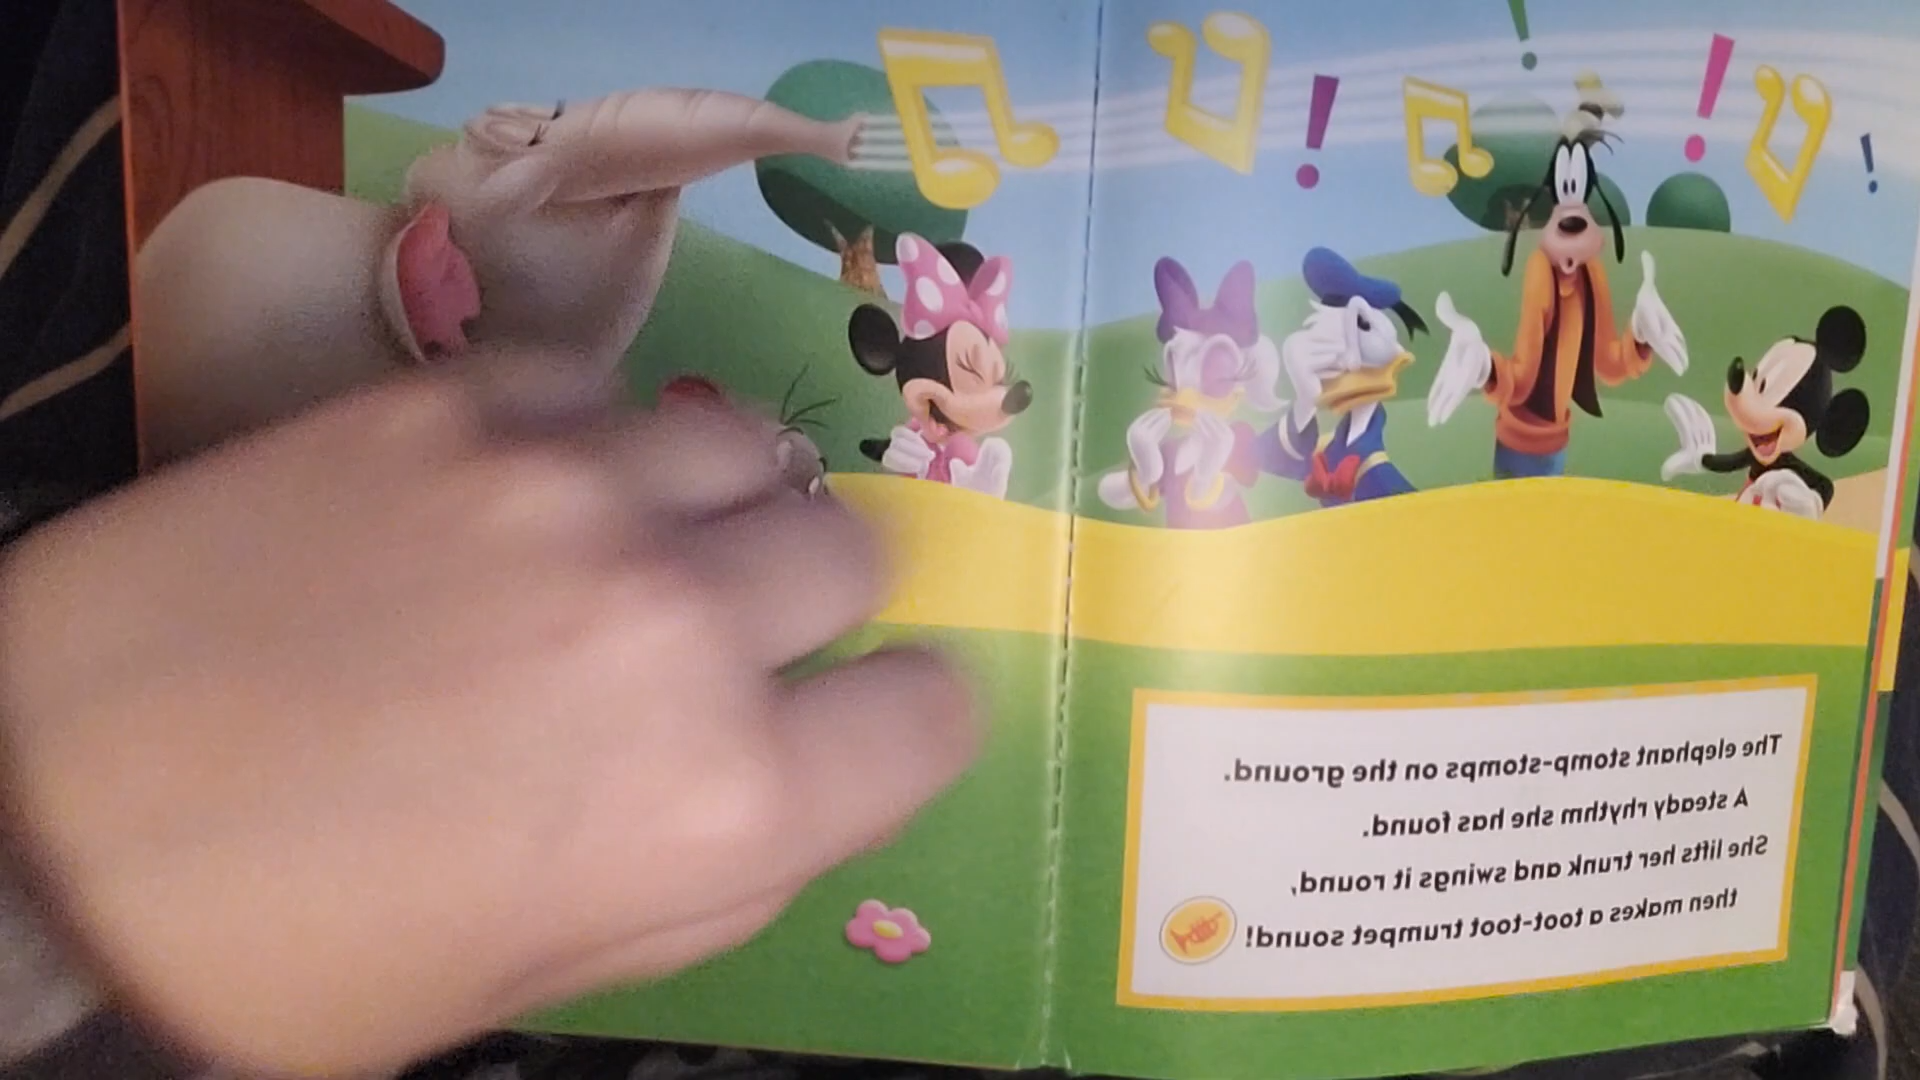 The elephant stomp-stomps on the ground.
A steady rhythm she has found.
She lifts her trunk and swings it round,
then makes a toot-toot trumpet sound!